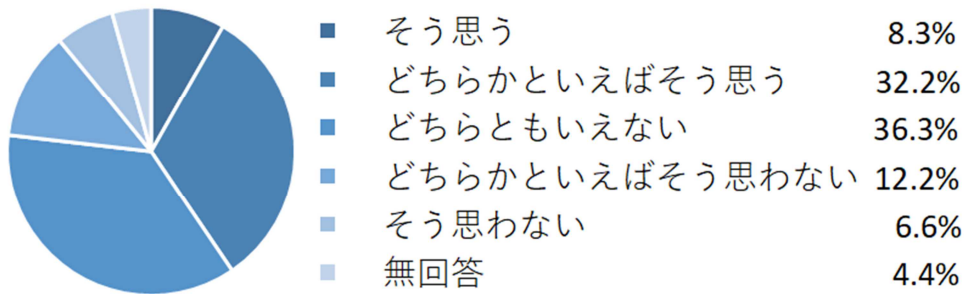 そう思う 8.3%
どちらかといえばそう思う 32.2%
どちらともいえない 36.3%
どちらかといえばそう思わない 12.2%
そう思わない 6.6%
無回答 4.4%